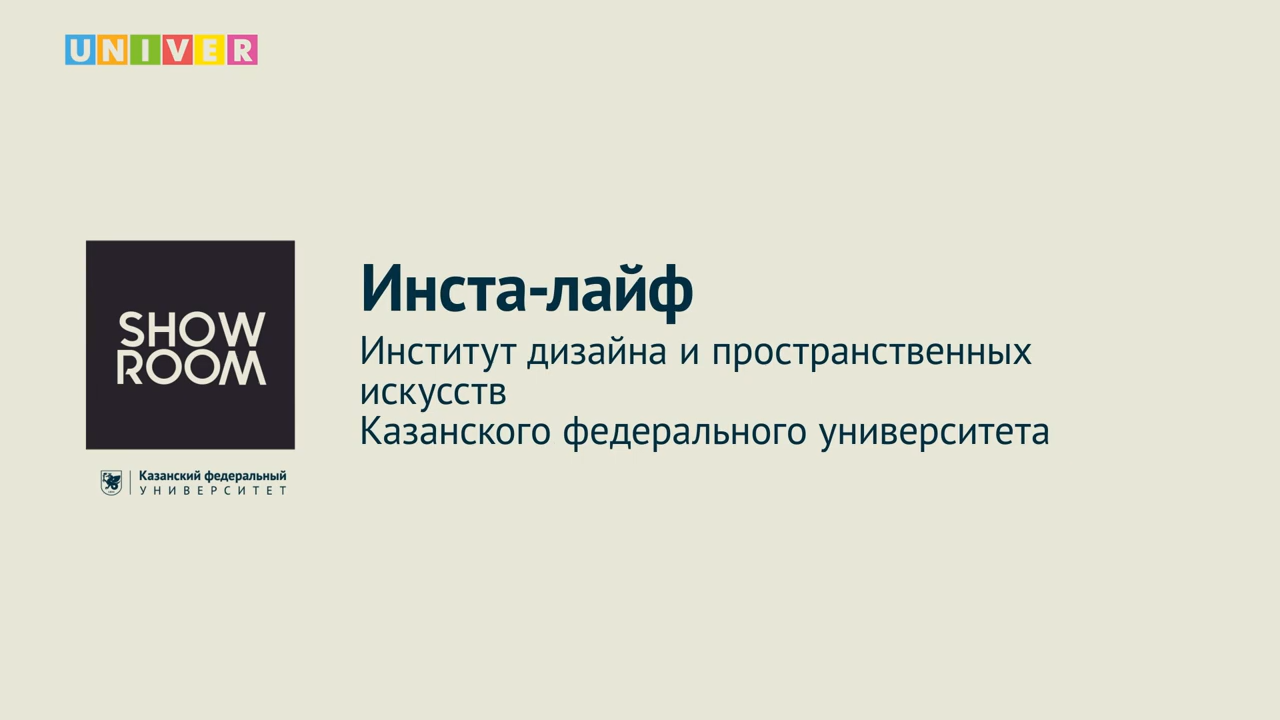 UNIVER
SHOW
ROOM
Казанский федеральный
УНИВЕРСИТЕТ
Инста-лайф
Институт дизайна и пространственных
искусств
Казанского федерального университета